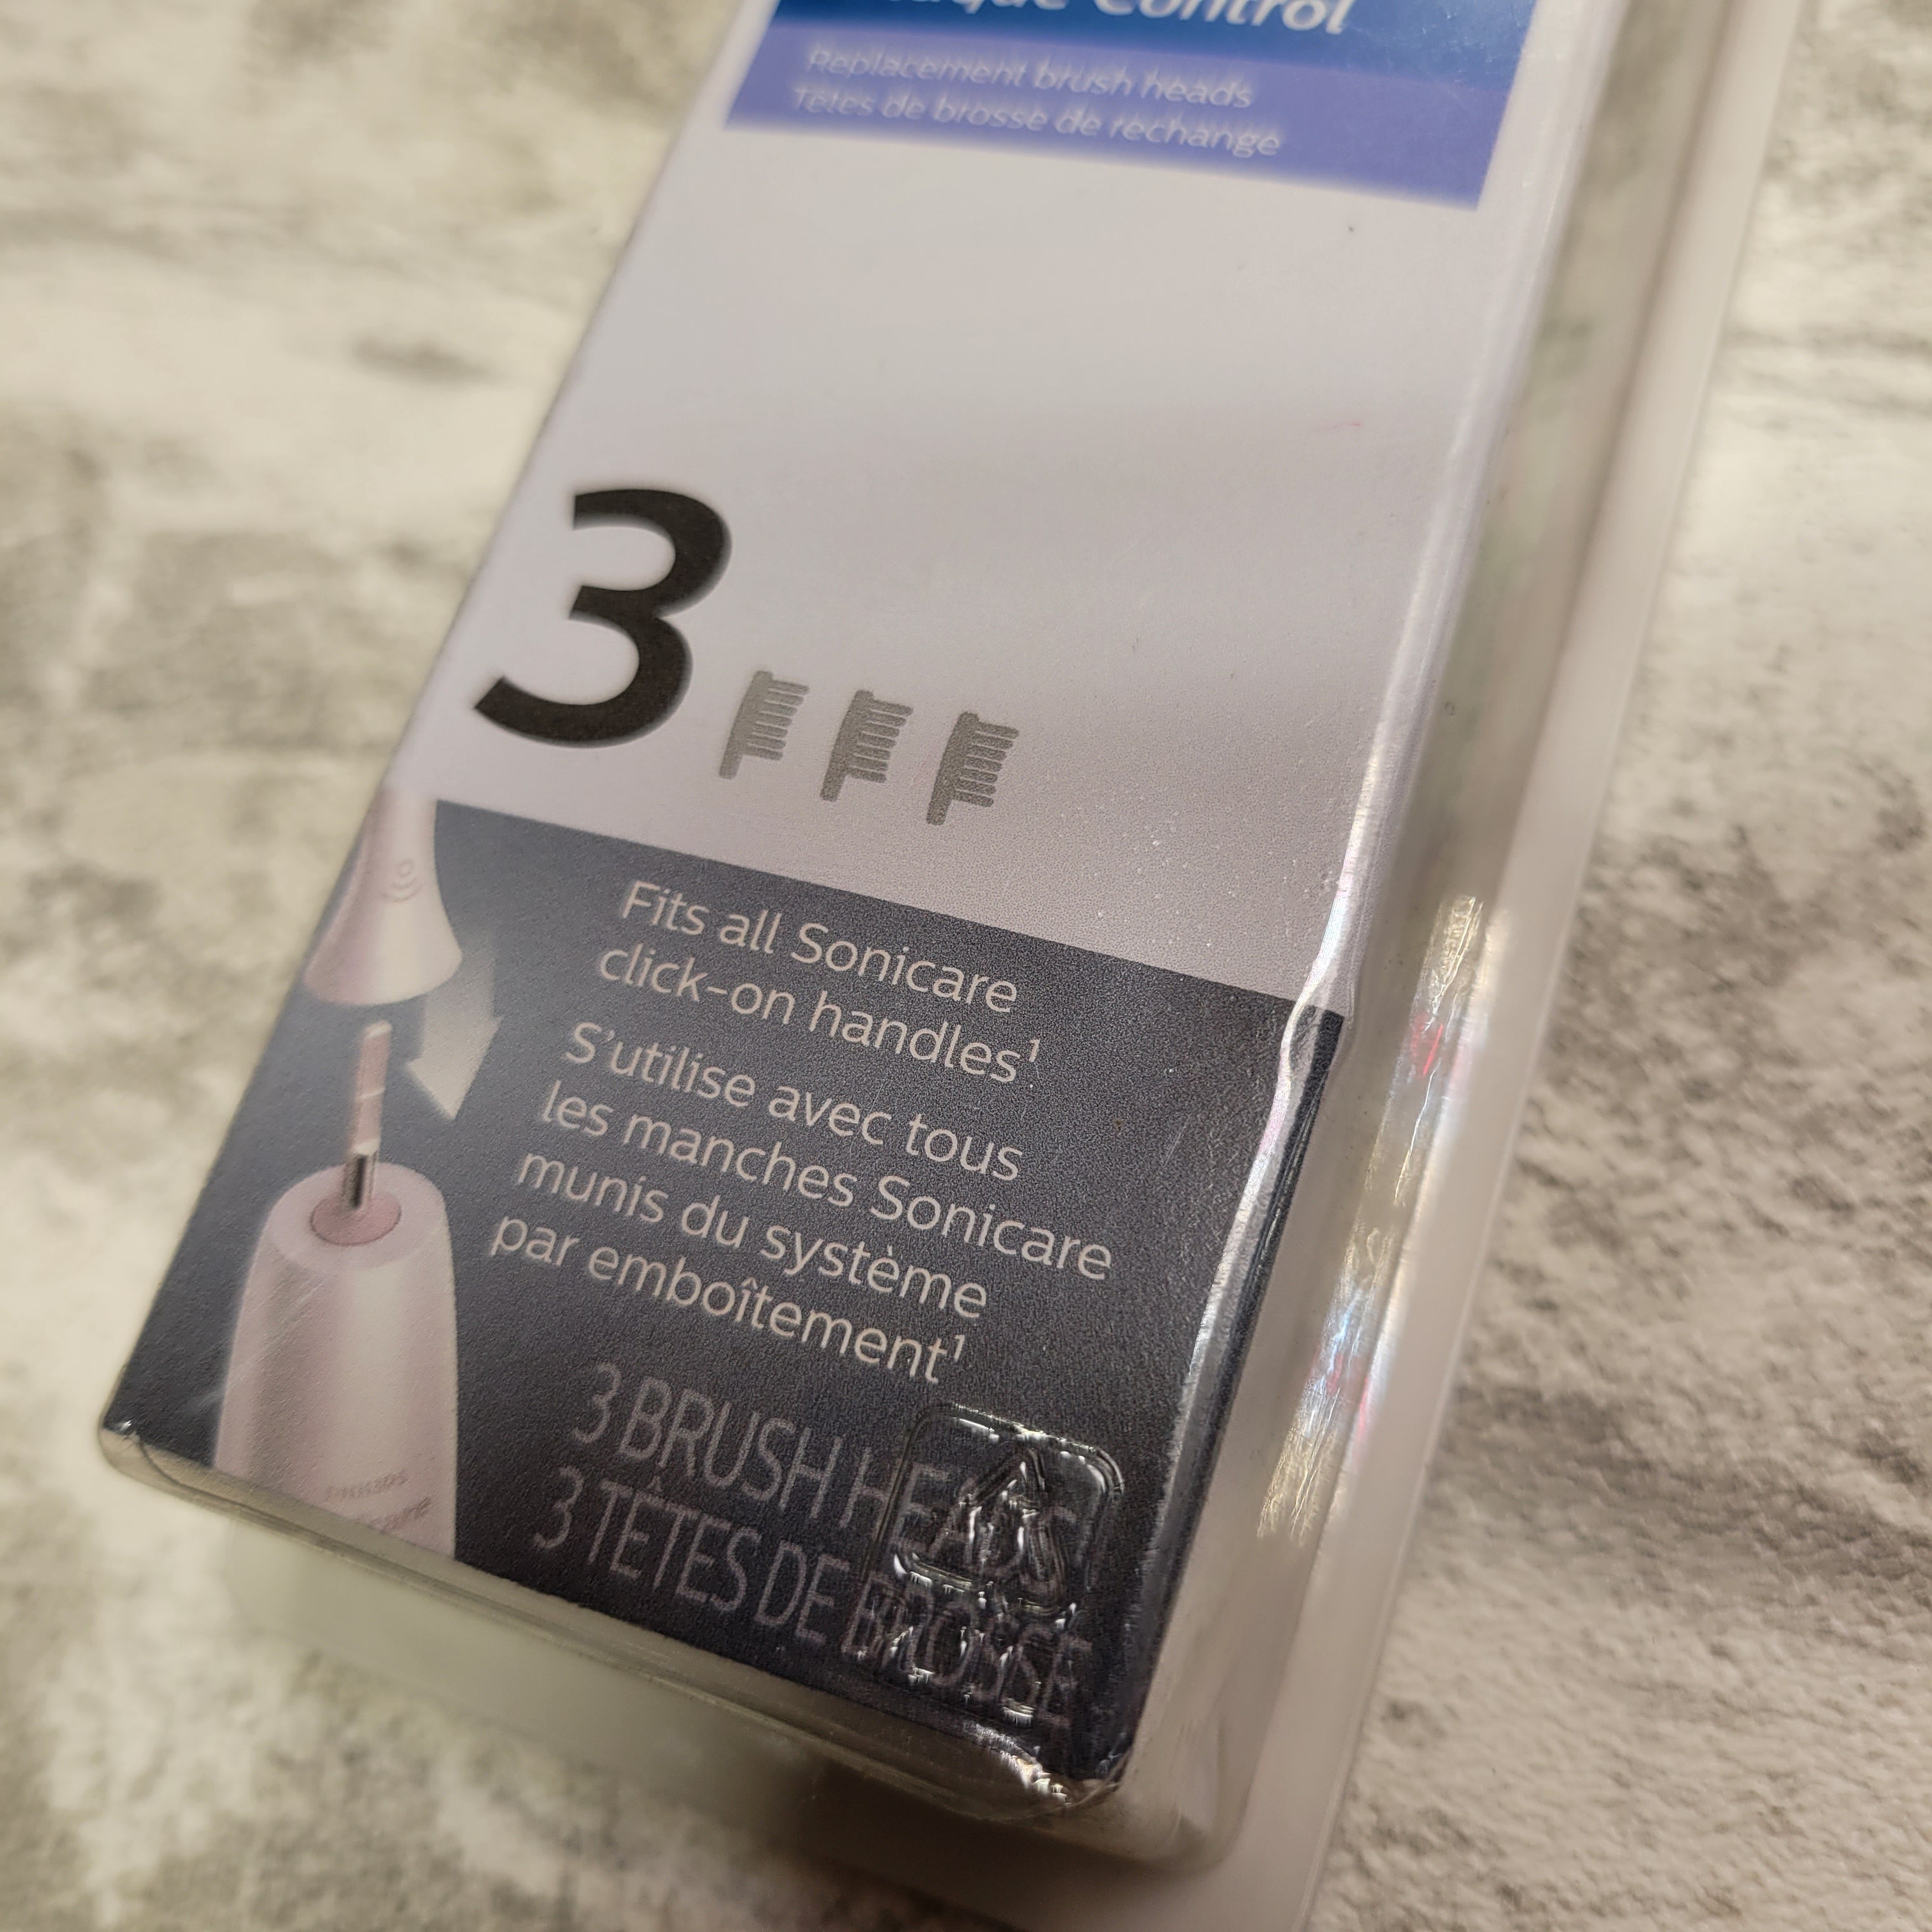 Control
Replacement brush heads
Têtes de brosse de rechange
3
Fits all Sonicare
click-on handles¹
S'utilise avec tous
les manches Sonicare
munis du système
par emboîtement¹
3 BRUSH HEADS
3 TÊTES DE BROSSE